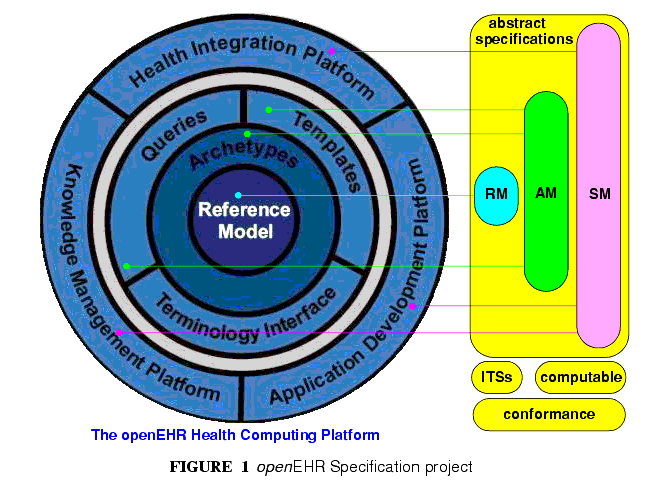 Health Integration Platform
Knowledge Management Platform
Application Development Platform
Queries
Templates
Archetypes
Terminology Interface
Reference
Model
abstract
specifications
RM
AM
SM
ITSs
computable
conformance
The openEHR Health Computing Platform
FIGURE 1 openEHR Specification project